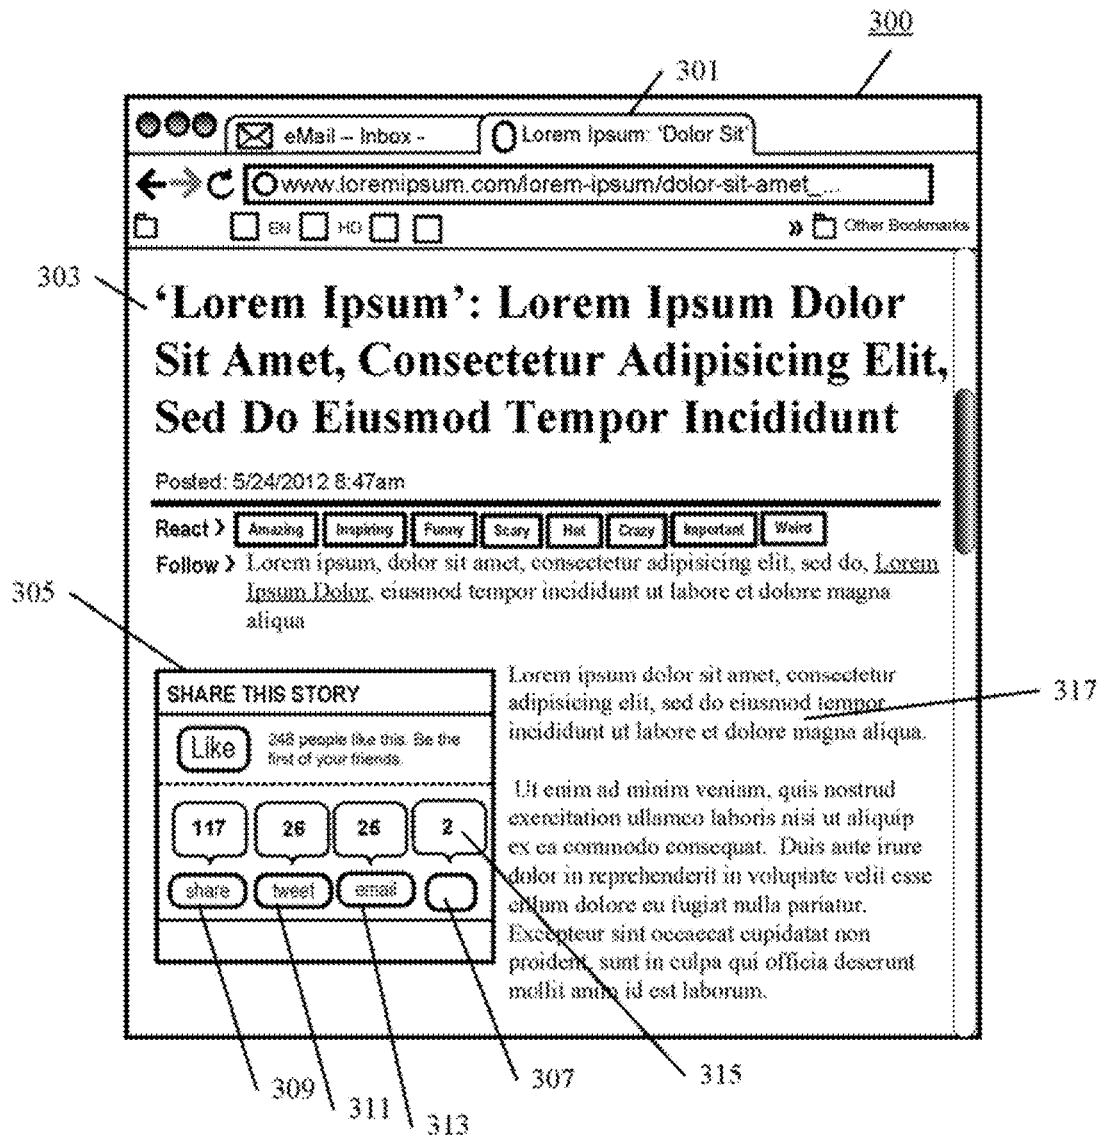 300
301
eMail – Inbox -
Lorem Ipsum: 'Dolor Sit'
www.loremipsum.com/lorem-ipsum/dolor-sit-amet_...
EN
HO
» Other Bookmarks
303
‘Lorem Ipsum’: Lorem Ipsum Dolor
Sit Amet, Consectetur Adipisicing Elit,
Sed Do Eiusmod Tempor Incididunt
Posted: 5/24/2012 8:47am
React > Amazing Inspiring Funny Scary Hot Crazy Important Weird
Follow > Lorem ipsum, dolor sit amet, consectetur adipisicing elit, sed do, Lorem
Ipsum Dolor, eiusmod tempor incididunt ut labore et dolore magna
aliqua
305
SHARE THIS STORY
Like
248 people like this. Be the
first of your friends.
117 26 25 2
share tweet email
Lorem ipsum dolor sit amet, consectetur
adipisicing elit, sed do eiusmod tempor
incididunt ut labore et dolore magna aliqua.
317
Ut enim ad minim veniam, quis nostrud
exercitation ullamco laboris nisi ut aliquip
ex ea commodo consequat. Duis aute irure
dolor in reprehenderit in voluptate velit esse
cillum dolore eu fugiat nulla pariatur.
Excepteur sint occaecat cupidatat non
proident, sunt in culpa qui officia deserunt
mollit anim id est laborum.
309
311
313
307
315